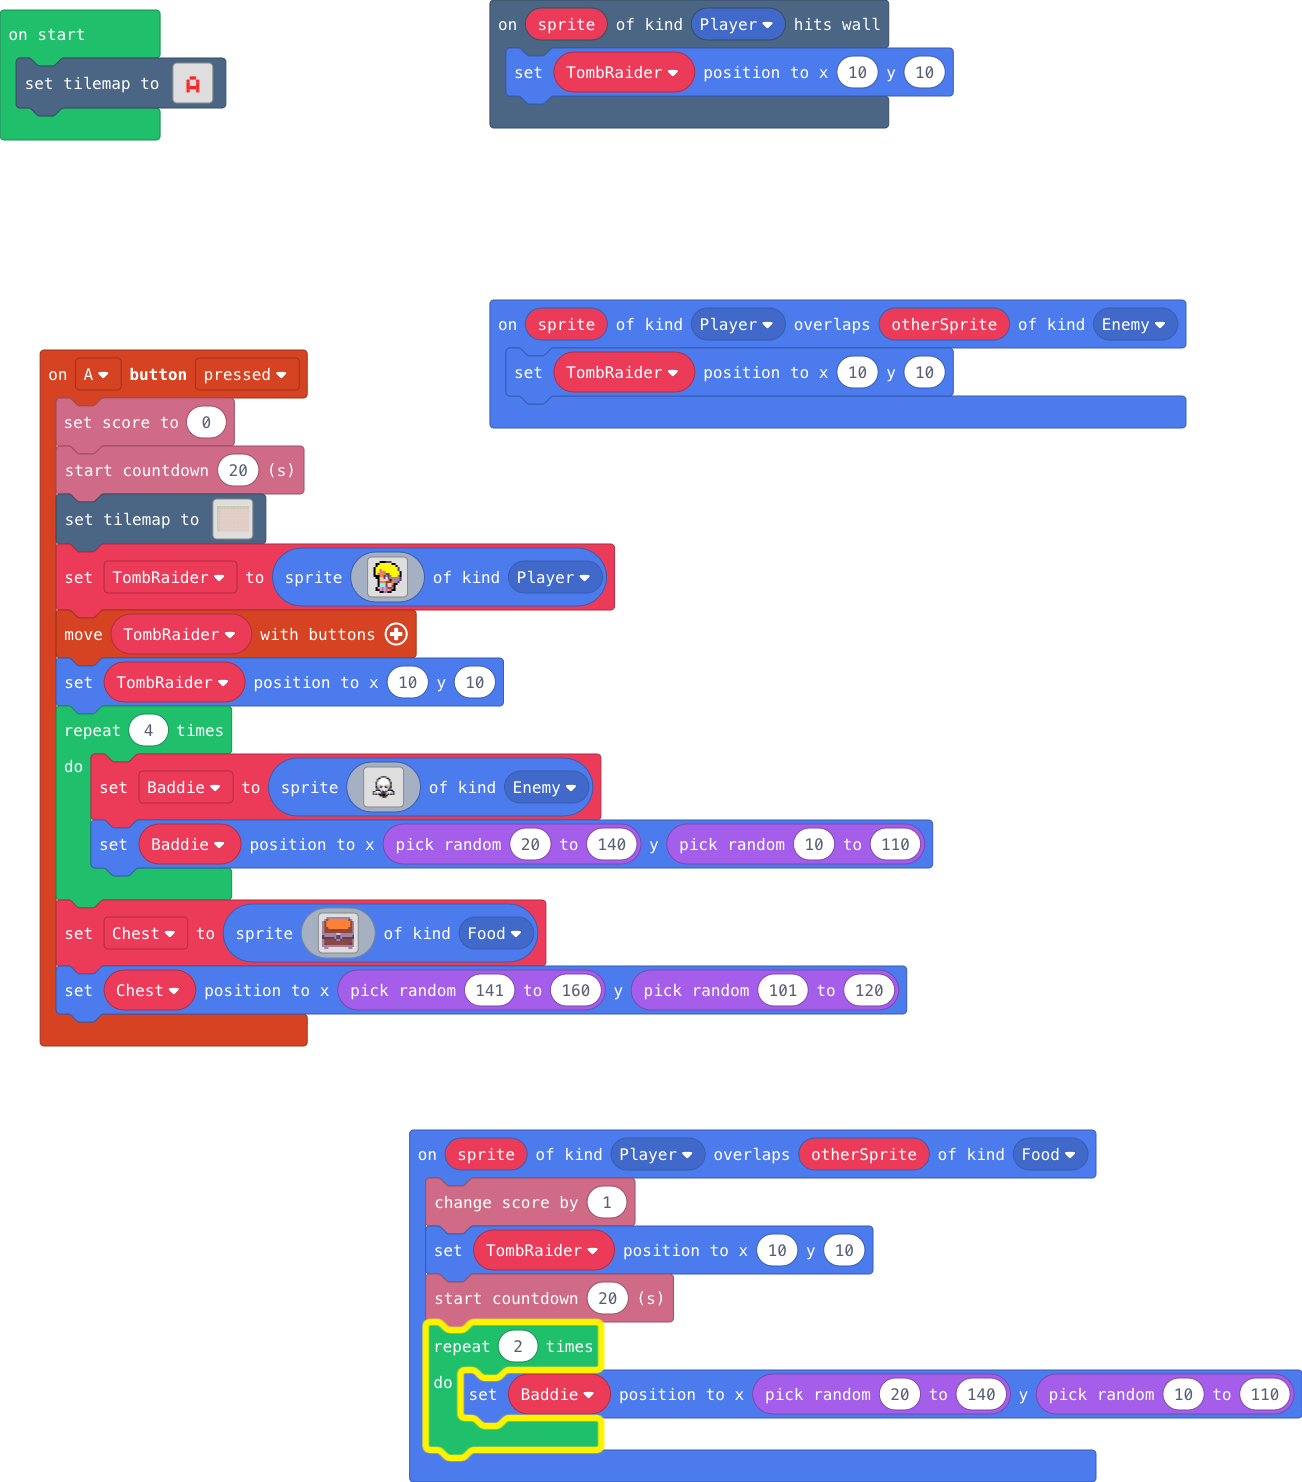 on start
set tilemap to A
on sprite of kind Player hits wall
set TombRaider position to x 10 y 10
on sprite of kind Player overlaps otherSprite of kind Enemy
set TombRaider position to x 10 y 10
on A button pressed
set score to 0
start countdown 20 (s)
set tilemap to
set TombRaider to sprite of kind Player
move TombRaider with buttons
set TombRaider position to x 10 y 10
repeat 4 times
do
set Baddie to sprite of kind Enemy
set Baddie position to x pick random 20 to 140 y pick random 10 to 110
set Chest to sprite of kind Food
set Chest position to x pick random 141 to 160 y pick random 101 to 120
on sprite of kind Player overlaps otherSprite of kind Food
change score by 1
set TombRaider position to x 10 y 10
start countdown 20 (s)
repeat 2 times
do set Baddie position to x pick random 20 to 140 y pick random 10 to 110